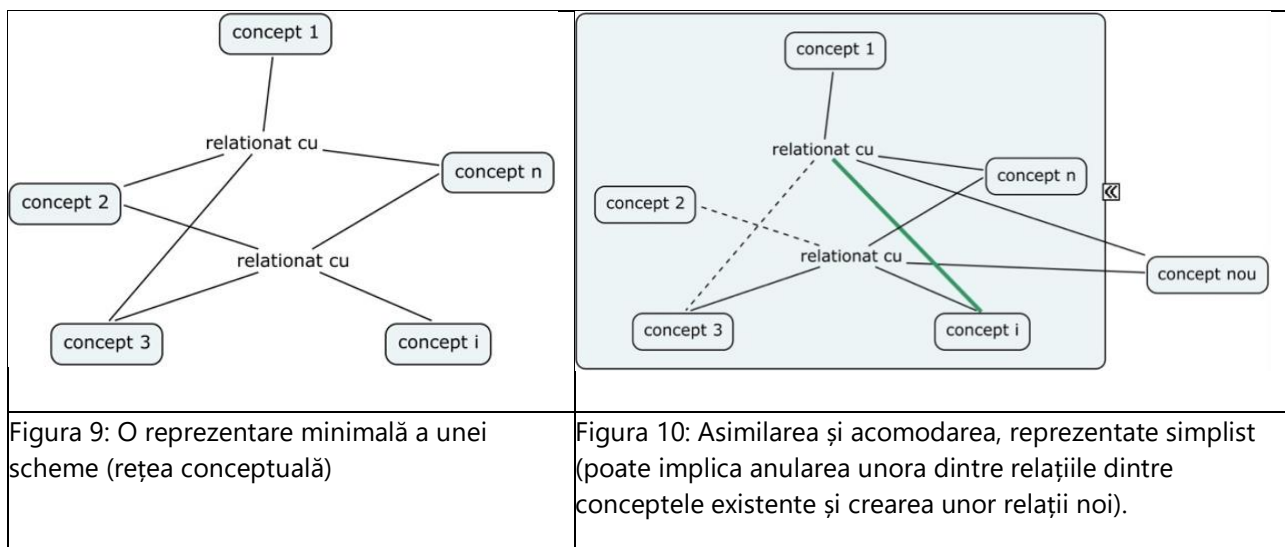 concept 1
relationat cu
concept n
concept 2
relationat cu
concept 3
concept i
concept 1
relationat cu
concept n
concept 2
relationat cu
concept nou
concept 3
concept i
Figura 9: O reprezentare minimală a unei
scheme (rețea conceptuală)
Figura 10: Asimilarea și acomodarea, reprezentate simplist
(poate implica anularea unora dintre relațiile dintre
conceptele existente și crearea unor relații noi).